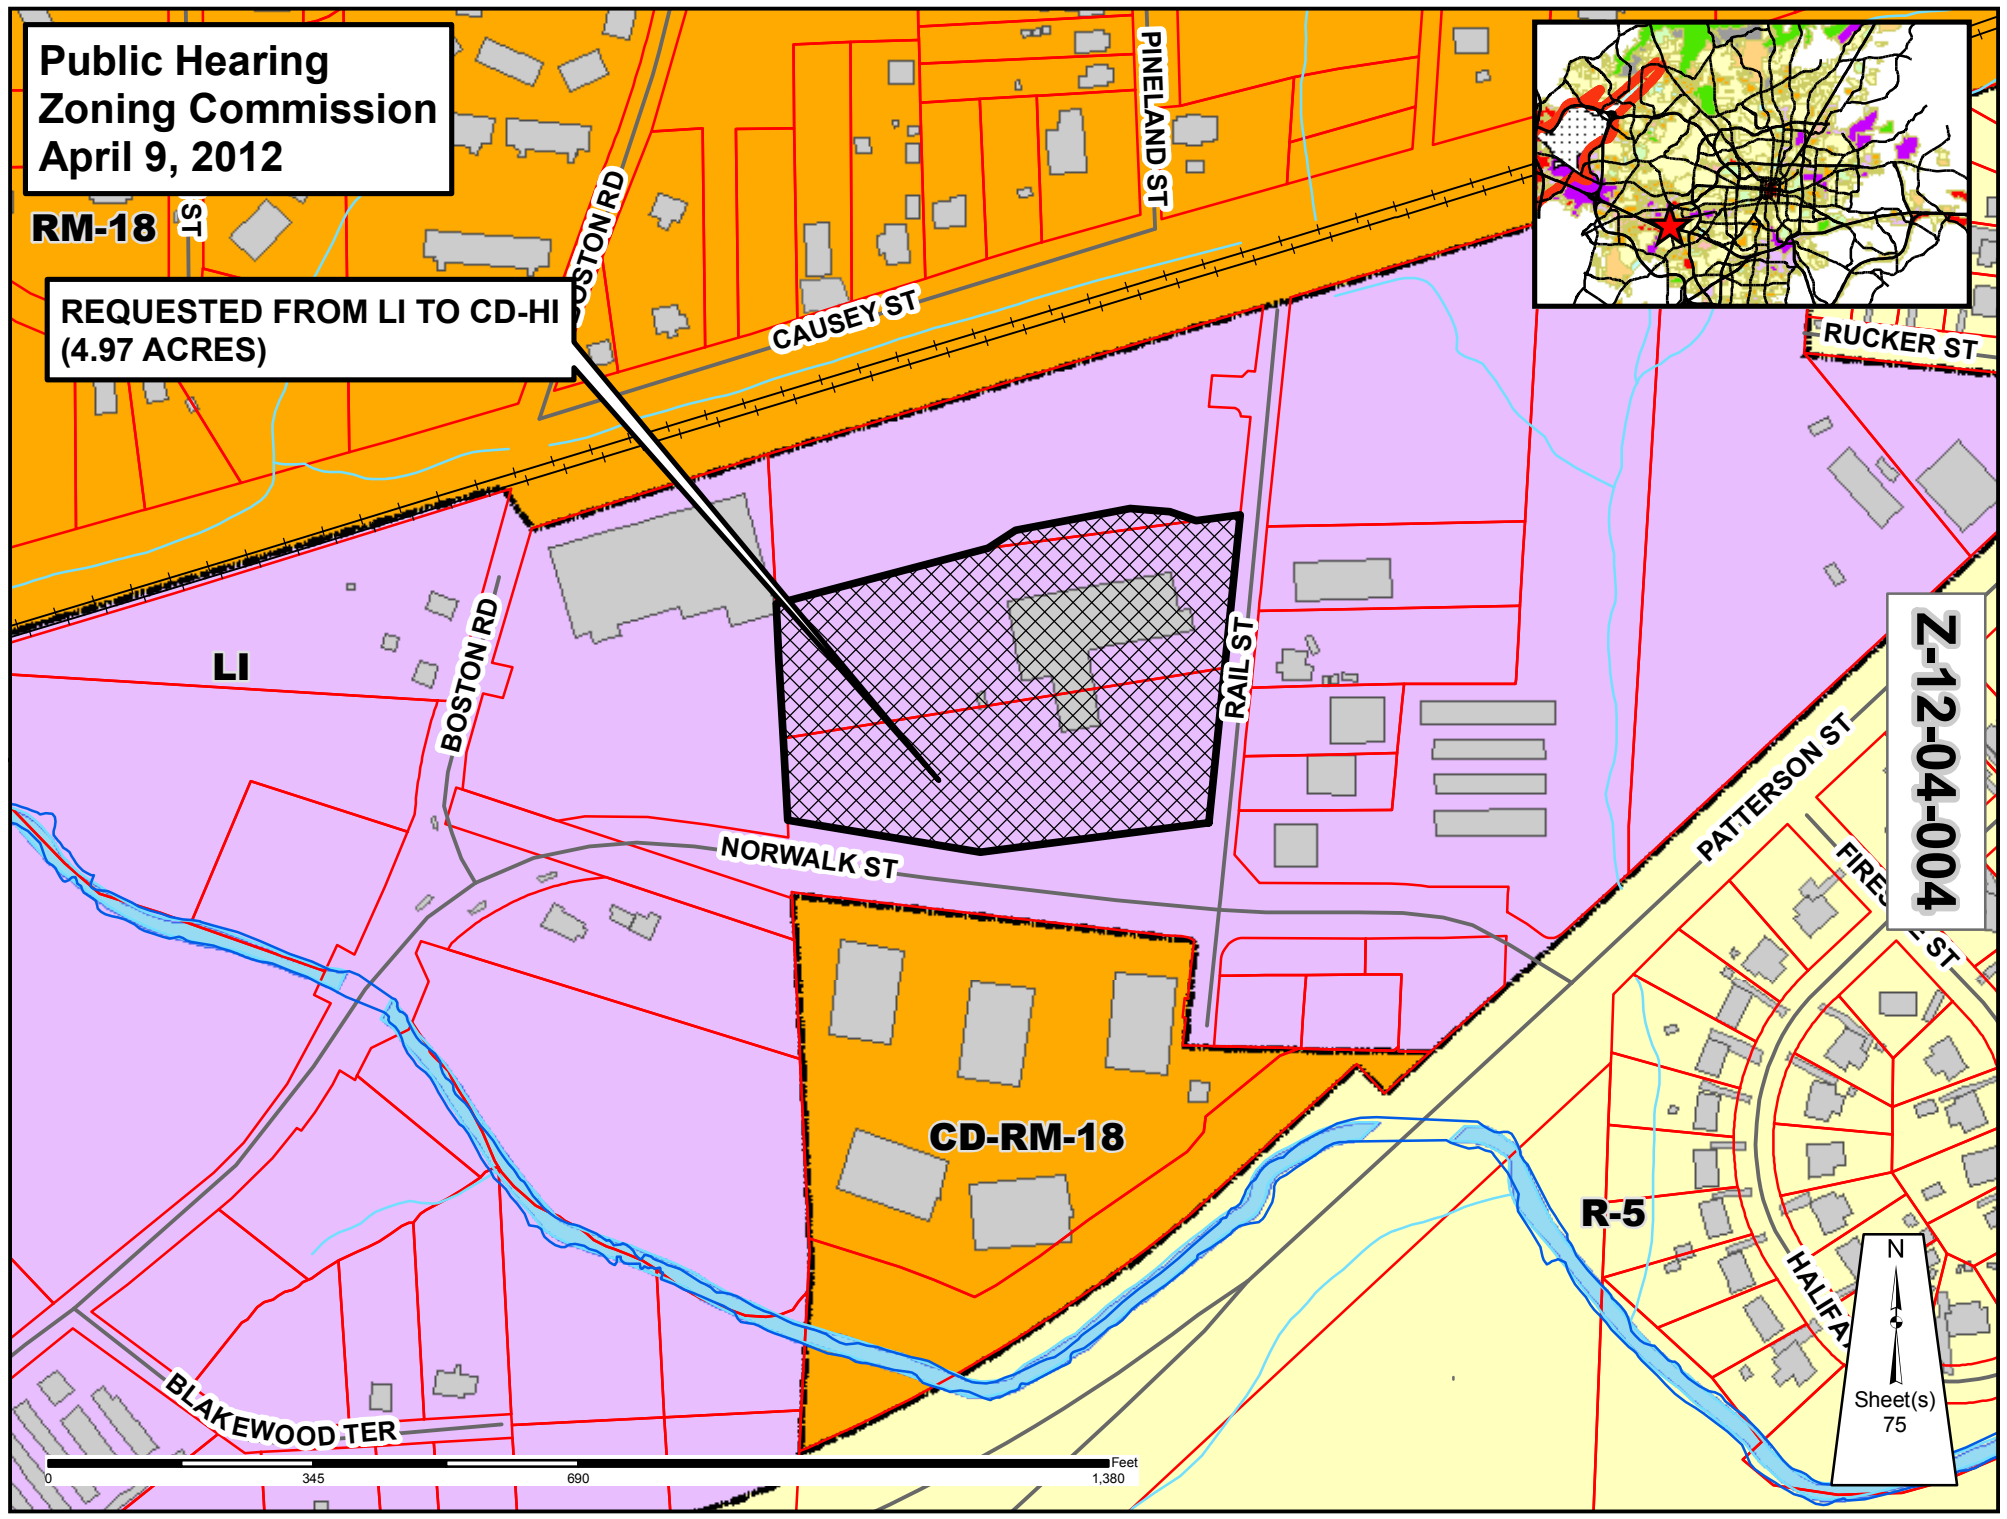 Public Hearing
Zoning Commission
April 9, 2012
PINELAND ST
ST
RM-18
BOSTON RD
REQUESTED FROM LI TO CD-HI
(4.97 ACRES)
CAUSEY ST
RUCKER ST
LI
BOSTON RD
RAIL ST
Z-12-04-004
PATTERSON ST
NORWALK ST
CD-RM-18
R-5
N
Sheet(s)
75
BLAKEWOOD TER
0 345 690 1,380
Feet